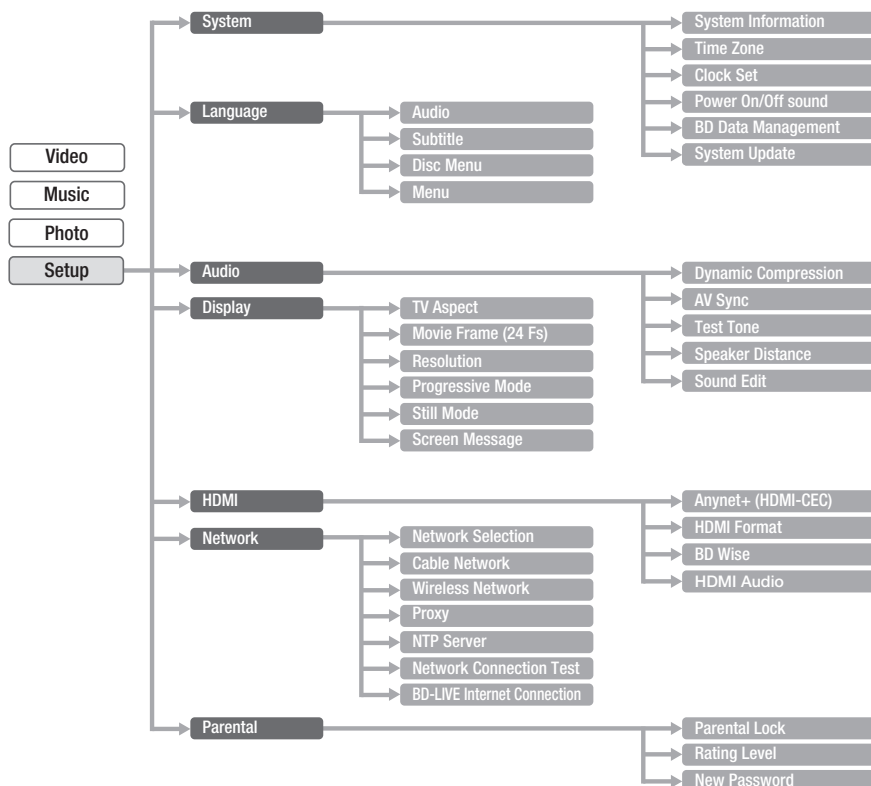 Video
Music
Photo
Setup
System
System Information
Time Zone
Clock Set
Power On/Off sound
BD Data Management
System Update
Language
Audio
Subtitle
Disc Menu
Menu
Audio
Dynamic Compression
AV Sync
Test Tone
Speaker Distance
Sound Edit
Display
TV Aspect
Movie Frame (24 Fs)
Resolution
Progressive Mode
Still Mode
Screen Message
HDMI
Anynet+ (HDMI-CEC)
HDMI Format
BD Wise
HDMI Audio
Network
Network Selection
Cable Network
Wireless Network
Proxy
NTP Server
Network Connection Test
BD-LIVE Internet Connection
Parental
Parental Lock
Rating Level
New Password